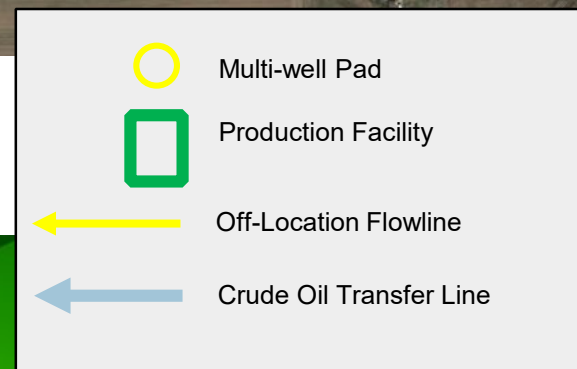 Multi-well Pad
Production Facility
Off-Location Flowline
Crude Oil Transfer Line